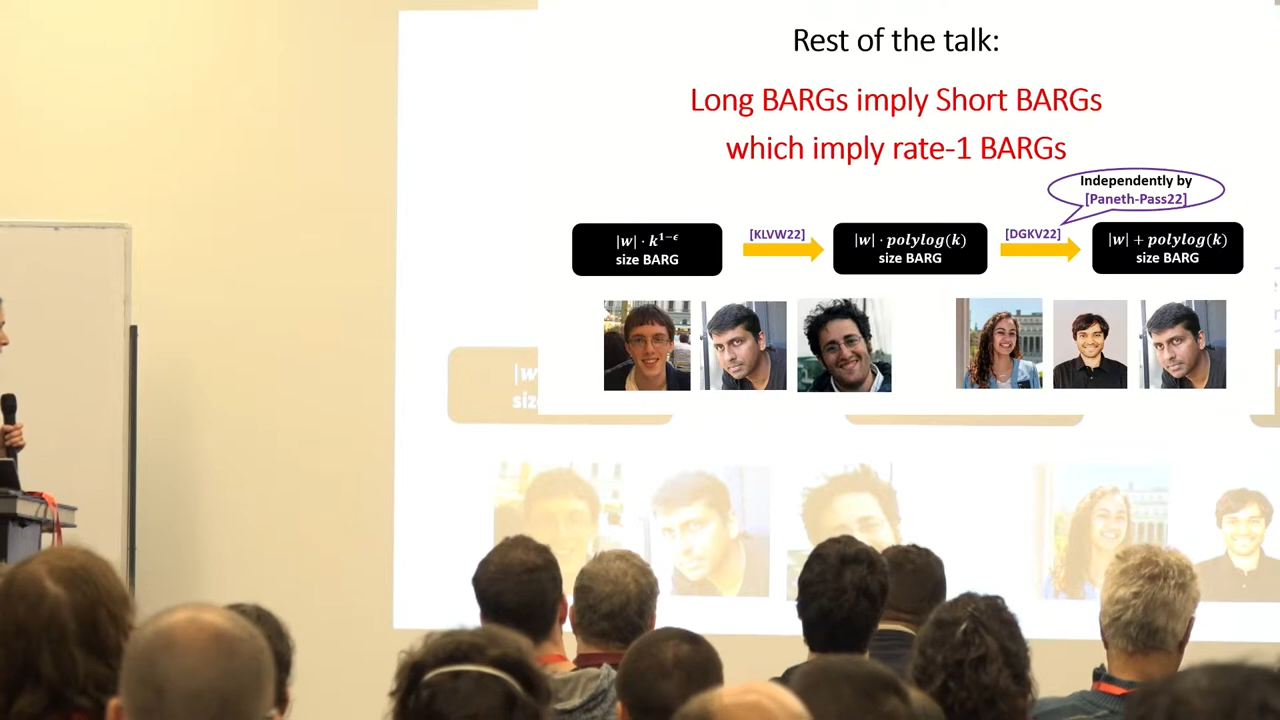 Rest of the talk:
Long BARGs imply Short BARGs
which imply rate-1 BARGs
Independently by
[Paneth-Pass22]
|w| · k^{1-ϵ}
size BARG
[KLVW22]
|w| · polylog(k)
size BARG
[DGKV22]
|w| + polylog(k)
size BARG
|w
siz